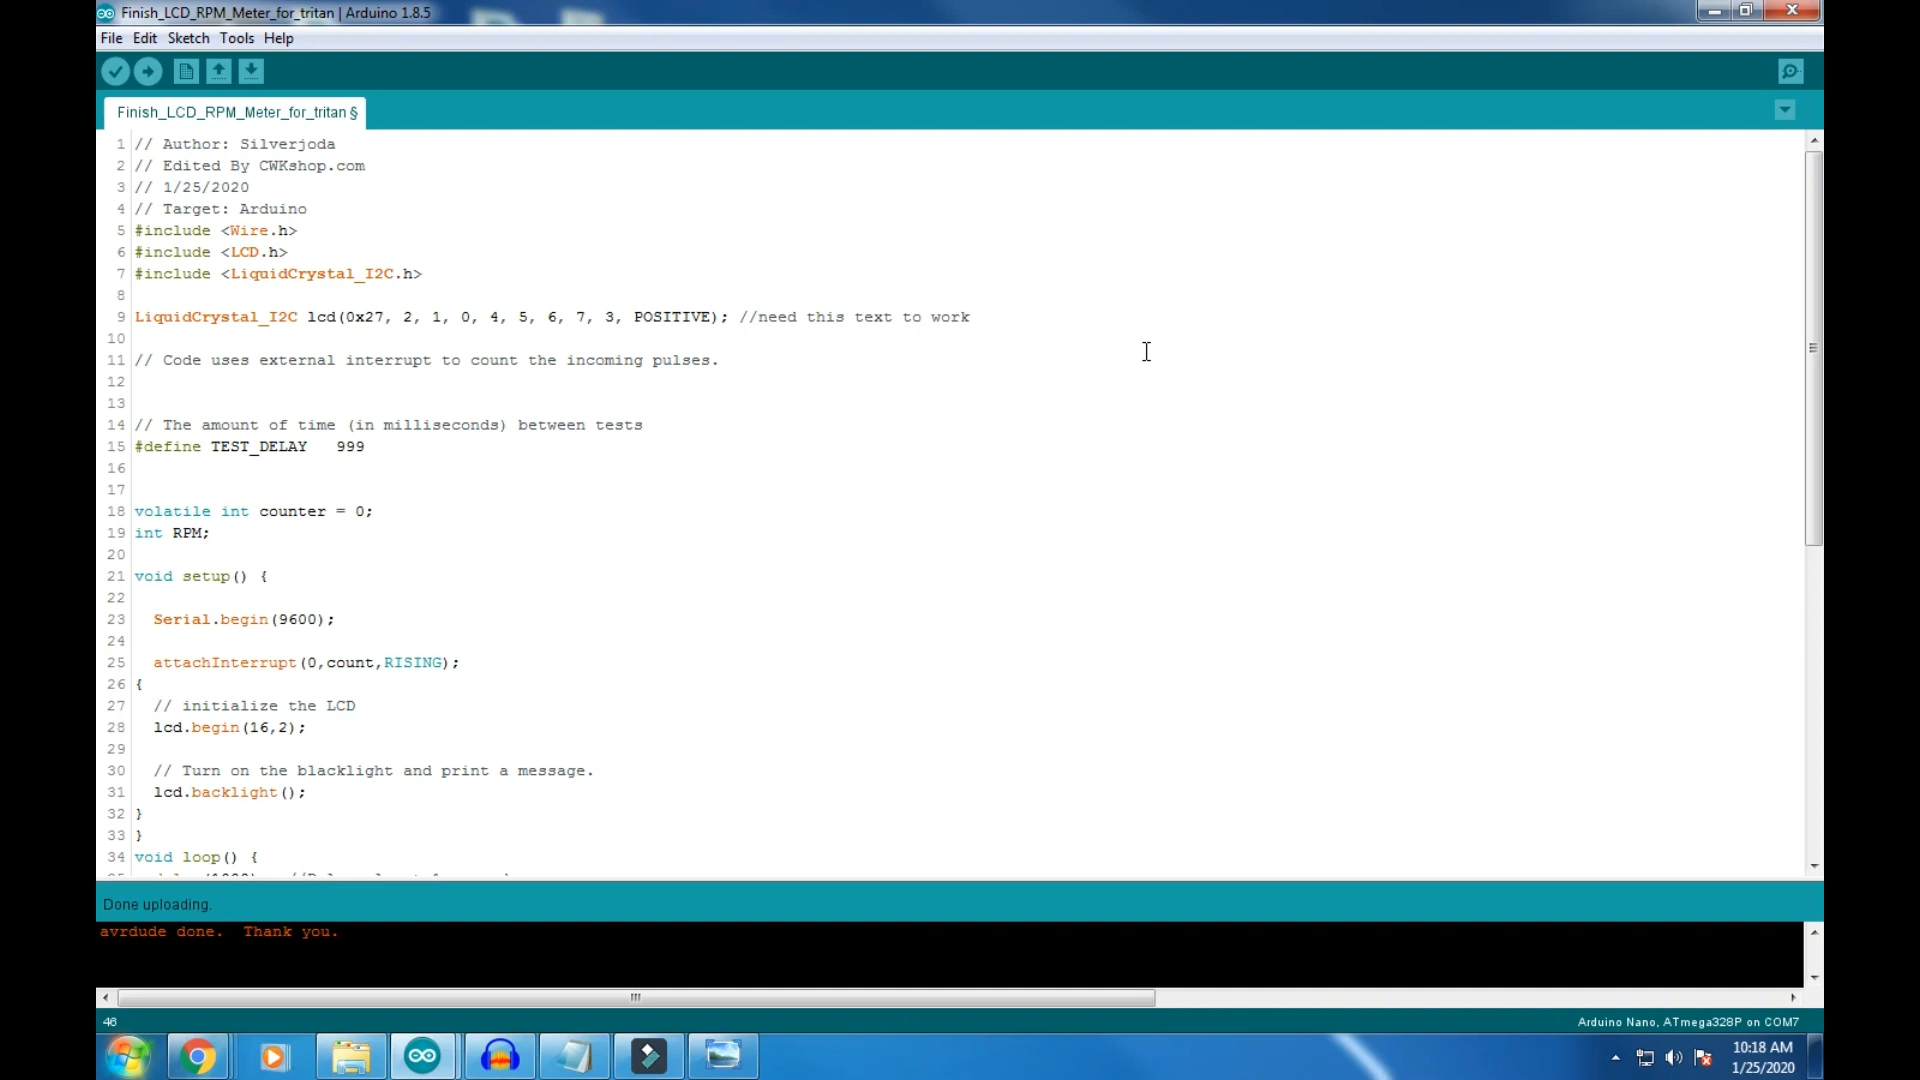 Finish_LCD_RPM_Meter_for_tritan | Arduino 1.8.5
File Edit Sketch Tools Help
Finish_LCD_RPM_Meter_for_tritan §
1 // Author: Silverjoda
2 // Edited By CWKshop.com
3 // 1/25/2020
4 // Target: Arduino
5 #include <Wire.h>
6 #include <LCD.h>
7 #include <LiquidCrystal_I2C.h>
8
9 LiquidCrystal_I2C lcd(0x27, 2, 1, 0, 4, 5, 6, 7, 3, POSITIVE); //need this text to work
10
11 // Code uses external interrupt to count the incoming pulses.
12
13
14 // The amount of time (in milliseconds) between tests
15 #define TEST_DELAY   999
16
17
18 volatile int counter = 0;
19 int RPM;
20
21 void setup() {
22
23   Serial.begin(9600);
24
25   attachInterrupt(0,count,RISING);
26 {
27   // initialize the LCD
28   lcd.begin(16,2);
29
30   // Turn on the blacklight and print a message.
31   lcd.backlight();
32 }
33 }
34 void loop() {
Done uploading.
avrdude done.  Thank you.
46
Arduino Nano, ATmega328P on COM7
10:18 AM
1/25/2020